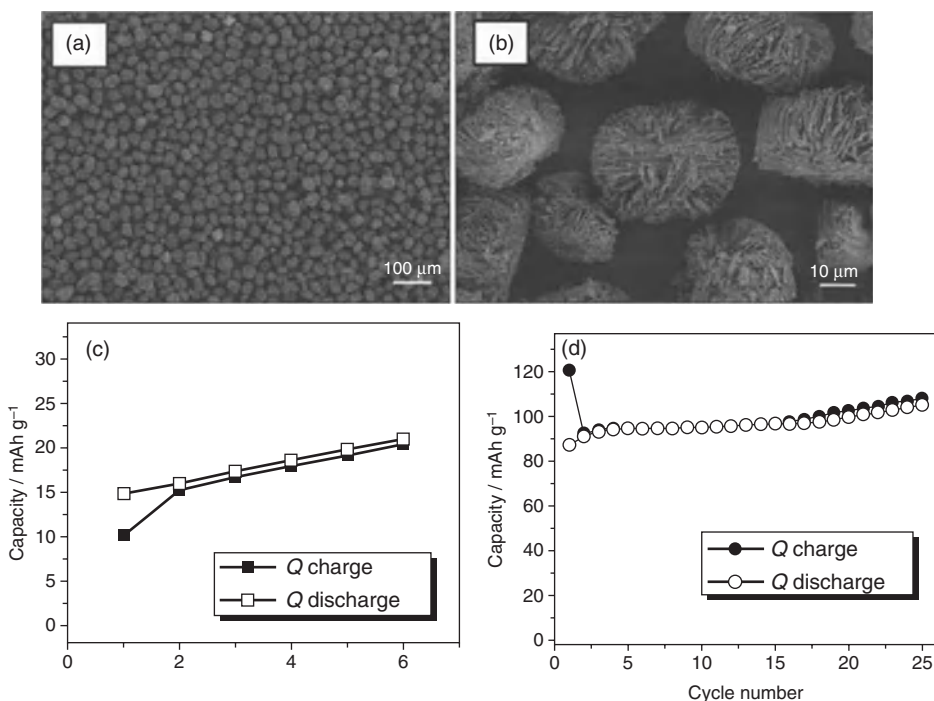 (a)
100 μm
(b)
10 μm
(c)
Capacity / mAh g⁻¹
30
25
20
15
10
5
0
0 2 4 6
Q charge
Q discharge
(d)
Capacity / mAh g⁻¹
120
100
80
60
40
20
0
0 5 10 15 20 25
Q charge
Q discharge
Cycle number